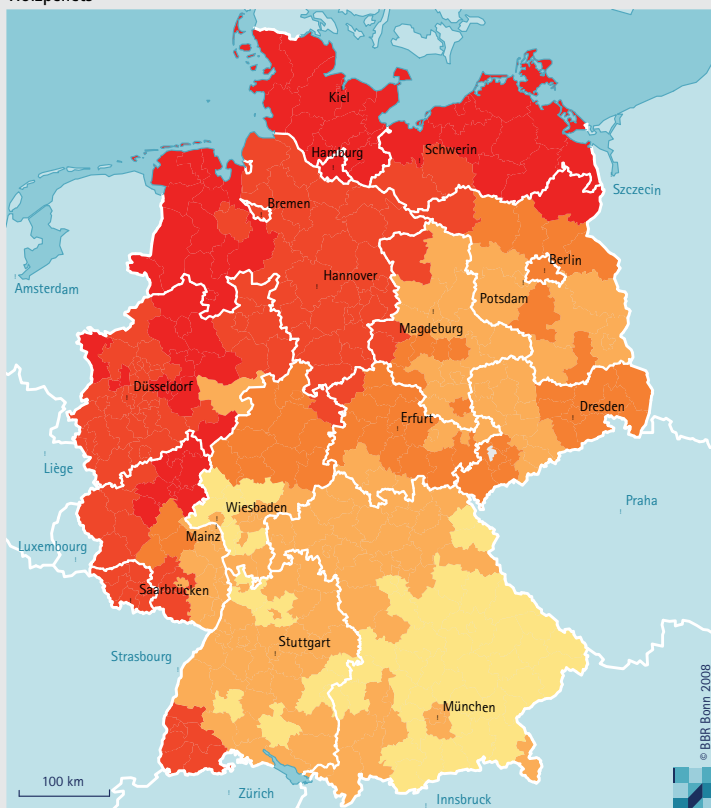 Kiel
Hamburg
Schwerin
Szczecin
Bremen
Berlin
Amsterdam
Hannover
Potsdam
Magdeburg
Düsseldorf
Dresden
Erfurt
Liège
Praha
Wiesbaden
Mainz
Luxembourg
Saarbrücken
Stuttgart
Strasbourg
München
© BBR Bonn 2008
100 km
Zürich
Innsbruck